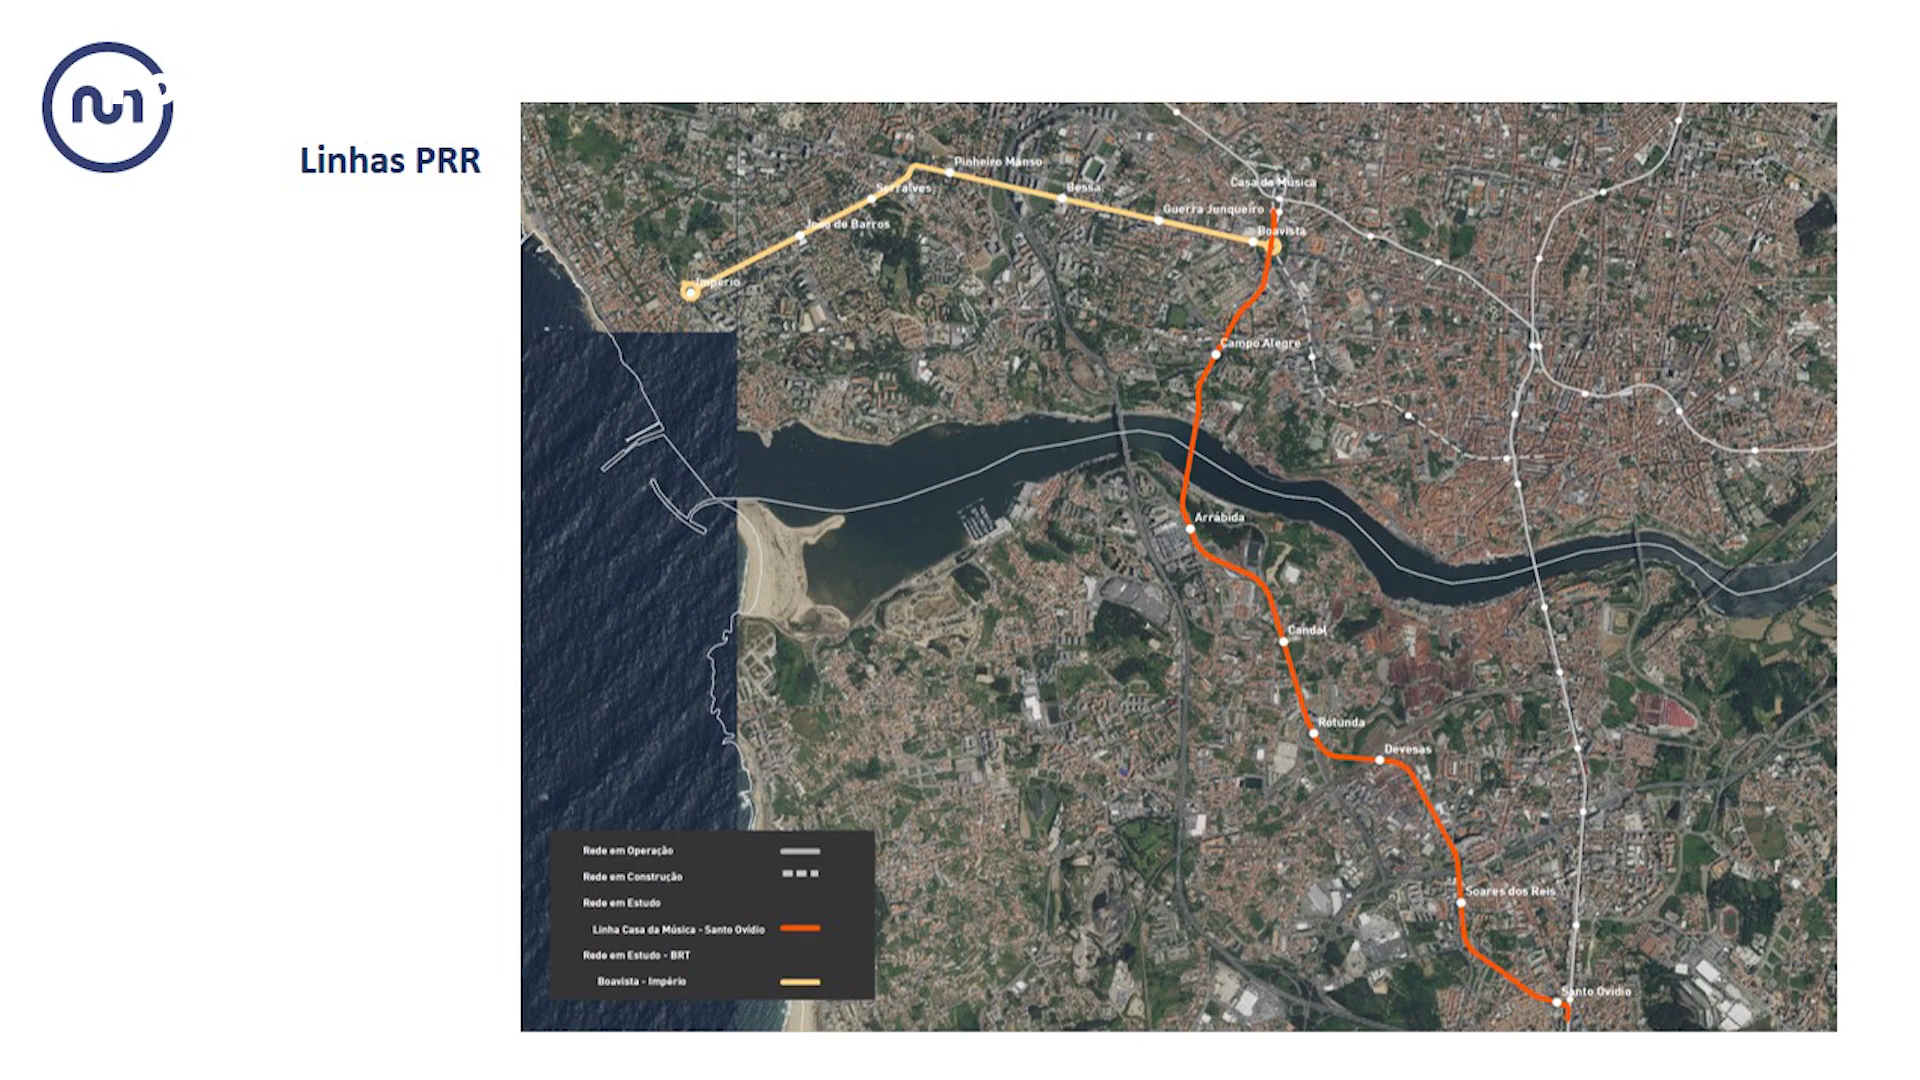 Linhas PRR
Pinheiro Manso
Casa da Música
Serralves
Bessa
Guerra Junqueiro
João de Barros
Boavista
Império
Campo Alegre
Arrábida
Candal
Rotunda
Devesas
Soares dos Reis
Santo Ovídio
Rede em Operação
Rede em Construção
Rede em Estudo
Linha Casa da Música - Santo Ovídio
Rede em Estudo - BRT
Boavista - Império